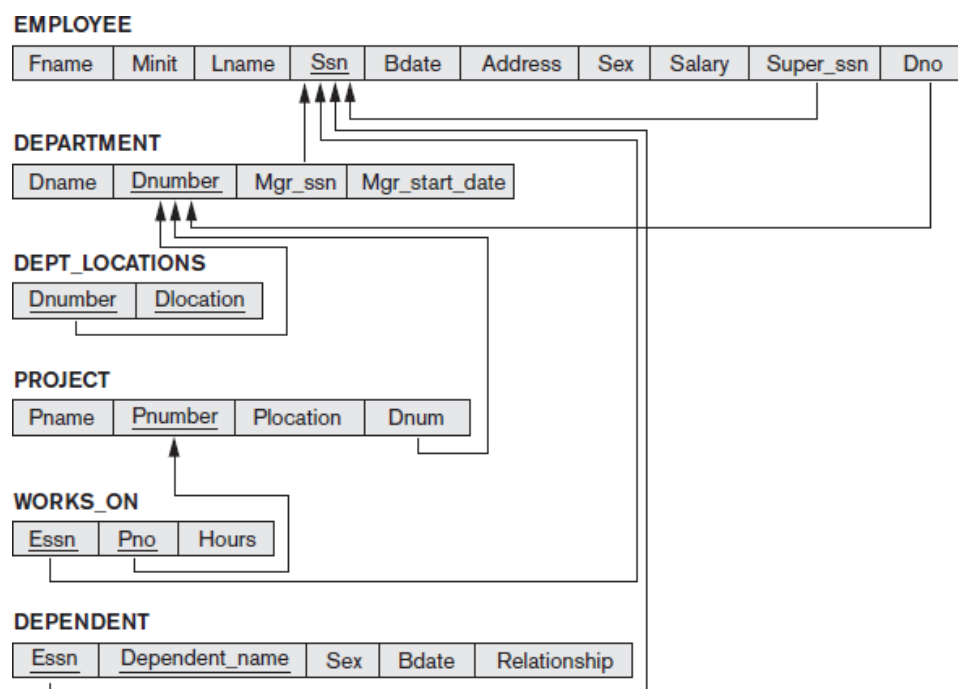 EMPLOYEE
Fname Minit Lname Ssn Bdate Address Sex Salary Super_ssn Dno
DEPARTMENT
Dname Dnumber Mgr_ssn Mgr_start_date
DEPT_LOCATIONS
Dnumber Dlocation
PROJECT
Pname Pnumber Plocation Dnum
WORKS_ON
Essn Pno Hours
DEPENDENT
Essn Dependent_name Sex Bdate Relationship